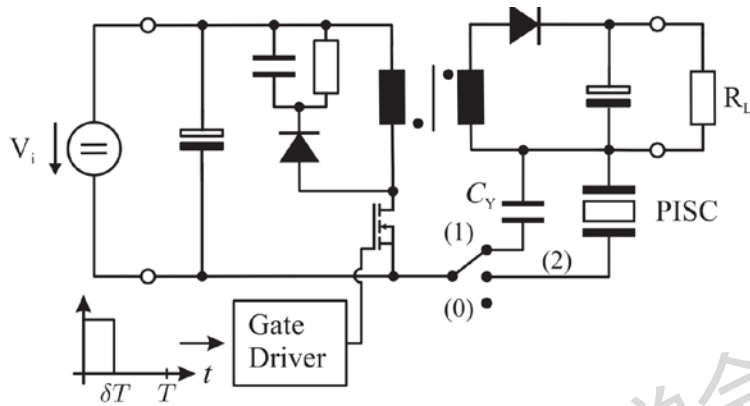 V_i
C_Y
(1)
(2)
(0)
PISC
R_L
Gate
Driver
δT
T
t